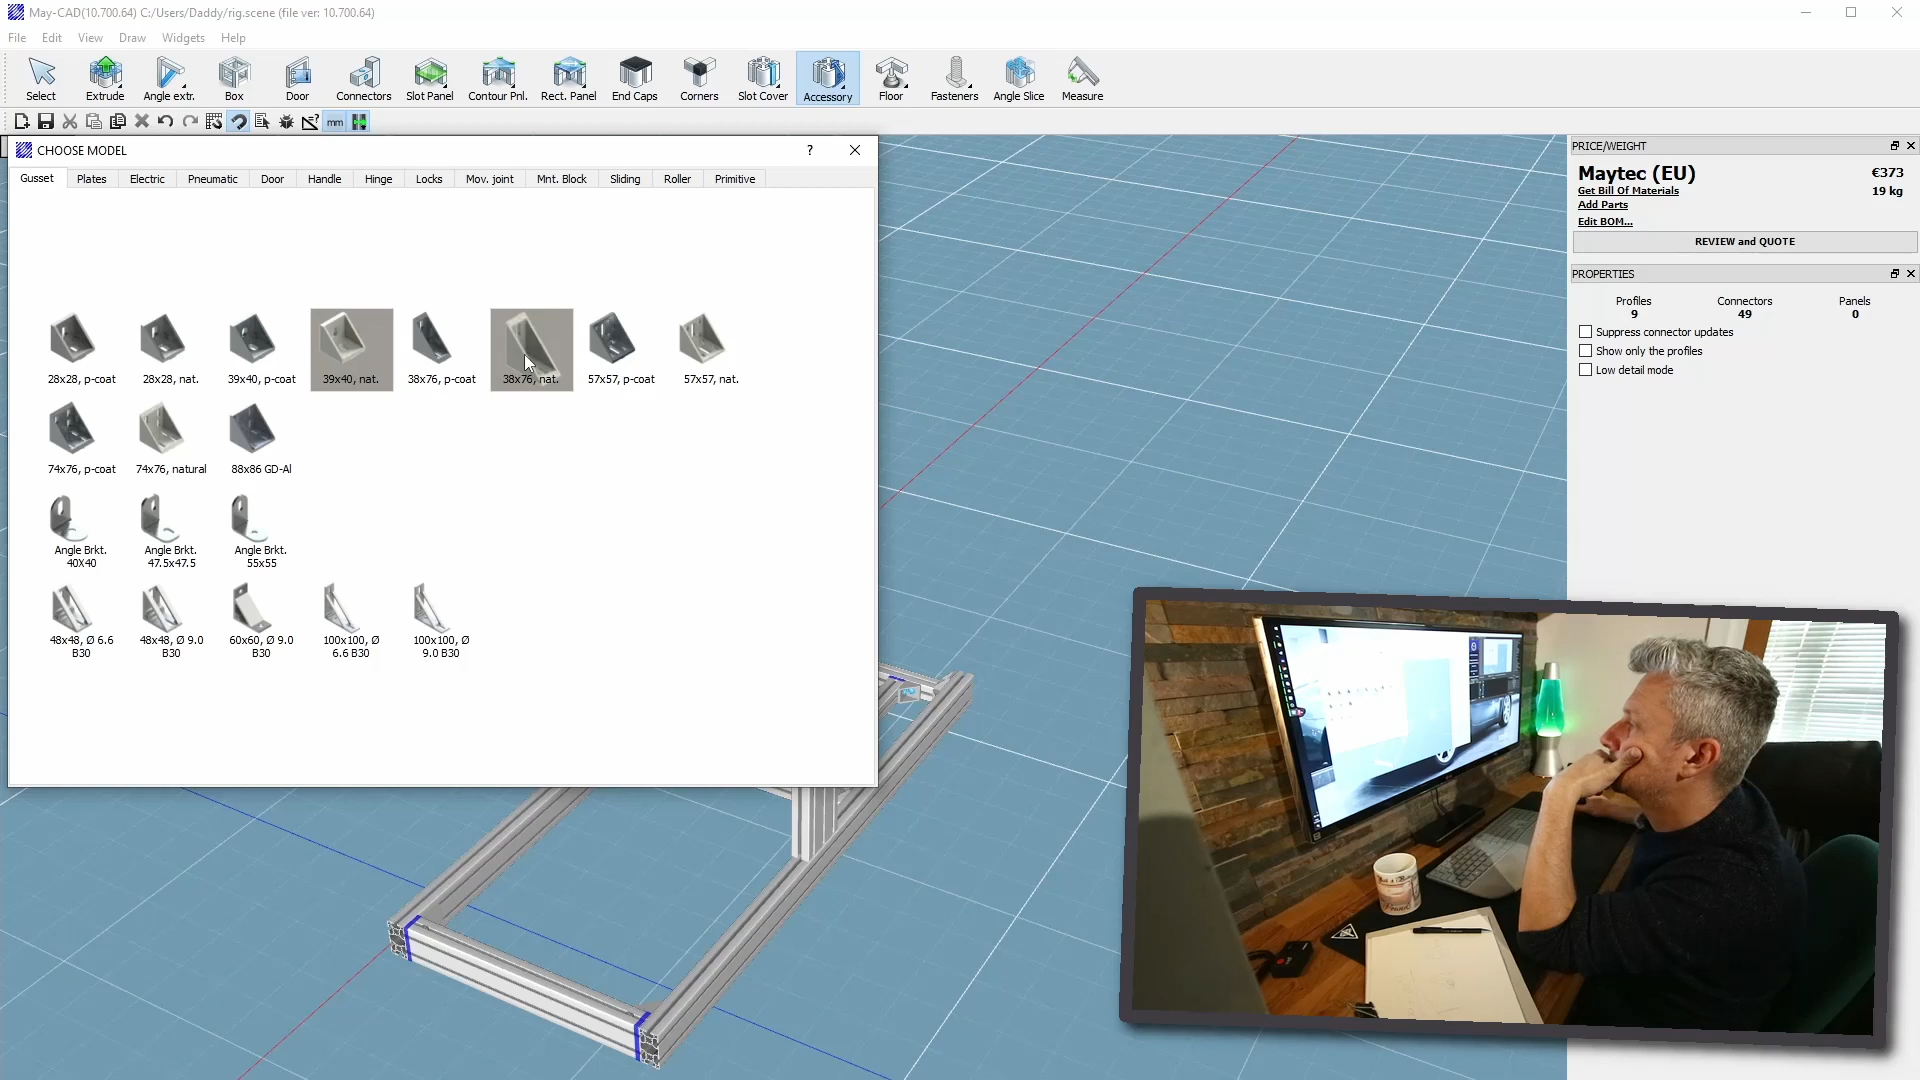 May-CAD(10.700.64) C:/Users/Daddy/rig.scene (file ver: 10.700.64)
File Edit View Draw Widgets Help
Select Extrude Angle extr. Box Door Connectors Slot Panel Contour Pnl. Rect. Panel End Caps Corners Slot Cover Accessory Floor Fasteners Angle Slice Measure
mm
CHOOSE MODEL ?
Gusset Plates Electric Pneumatic Door Handle Hinge Locks Mov. joint Mnt. Block Sliding Roller Primitive
28x28, p-coat 28x28, nat. 39x40, p-coat 39x40, nat. 38x76, p-coat 38x76, nat. 57x57, p-coat 57x57, nat.
74x76, p-coat 74x76, natural 88x86 GD-Al
Angle Brkt. Angle Brkt. Angle Brkt.
40X40 47.5x47.5 55x55
48x48, Ø 6.6 48x48, Ø 9.0 60x60, Ø 9.0 100x100, Ø 100x100, Ø
B30 B30 B30 6.6 B30 9.0 B30
PRICE/WEIGHT
Maytec (EU) €373
Get Bill Of Materials 19 kg
Add Parts
Edit BOM...
REVIEW and QUOTE
PROPERTIES
Profiles Connectors Panels
9 49 0
Suppress connector updates
Show only the profiles
Low detail mode